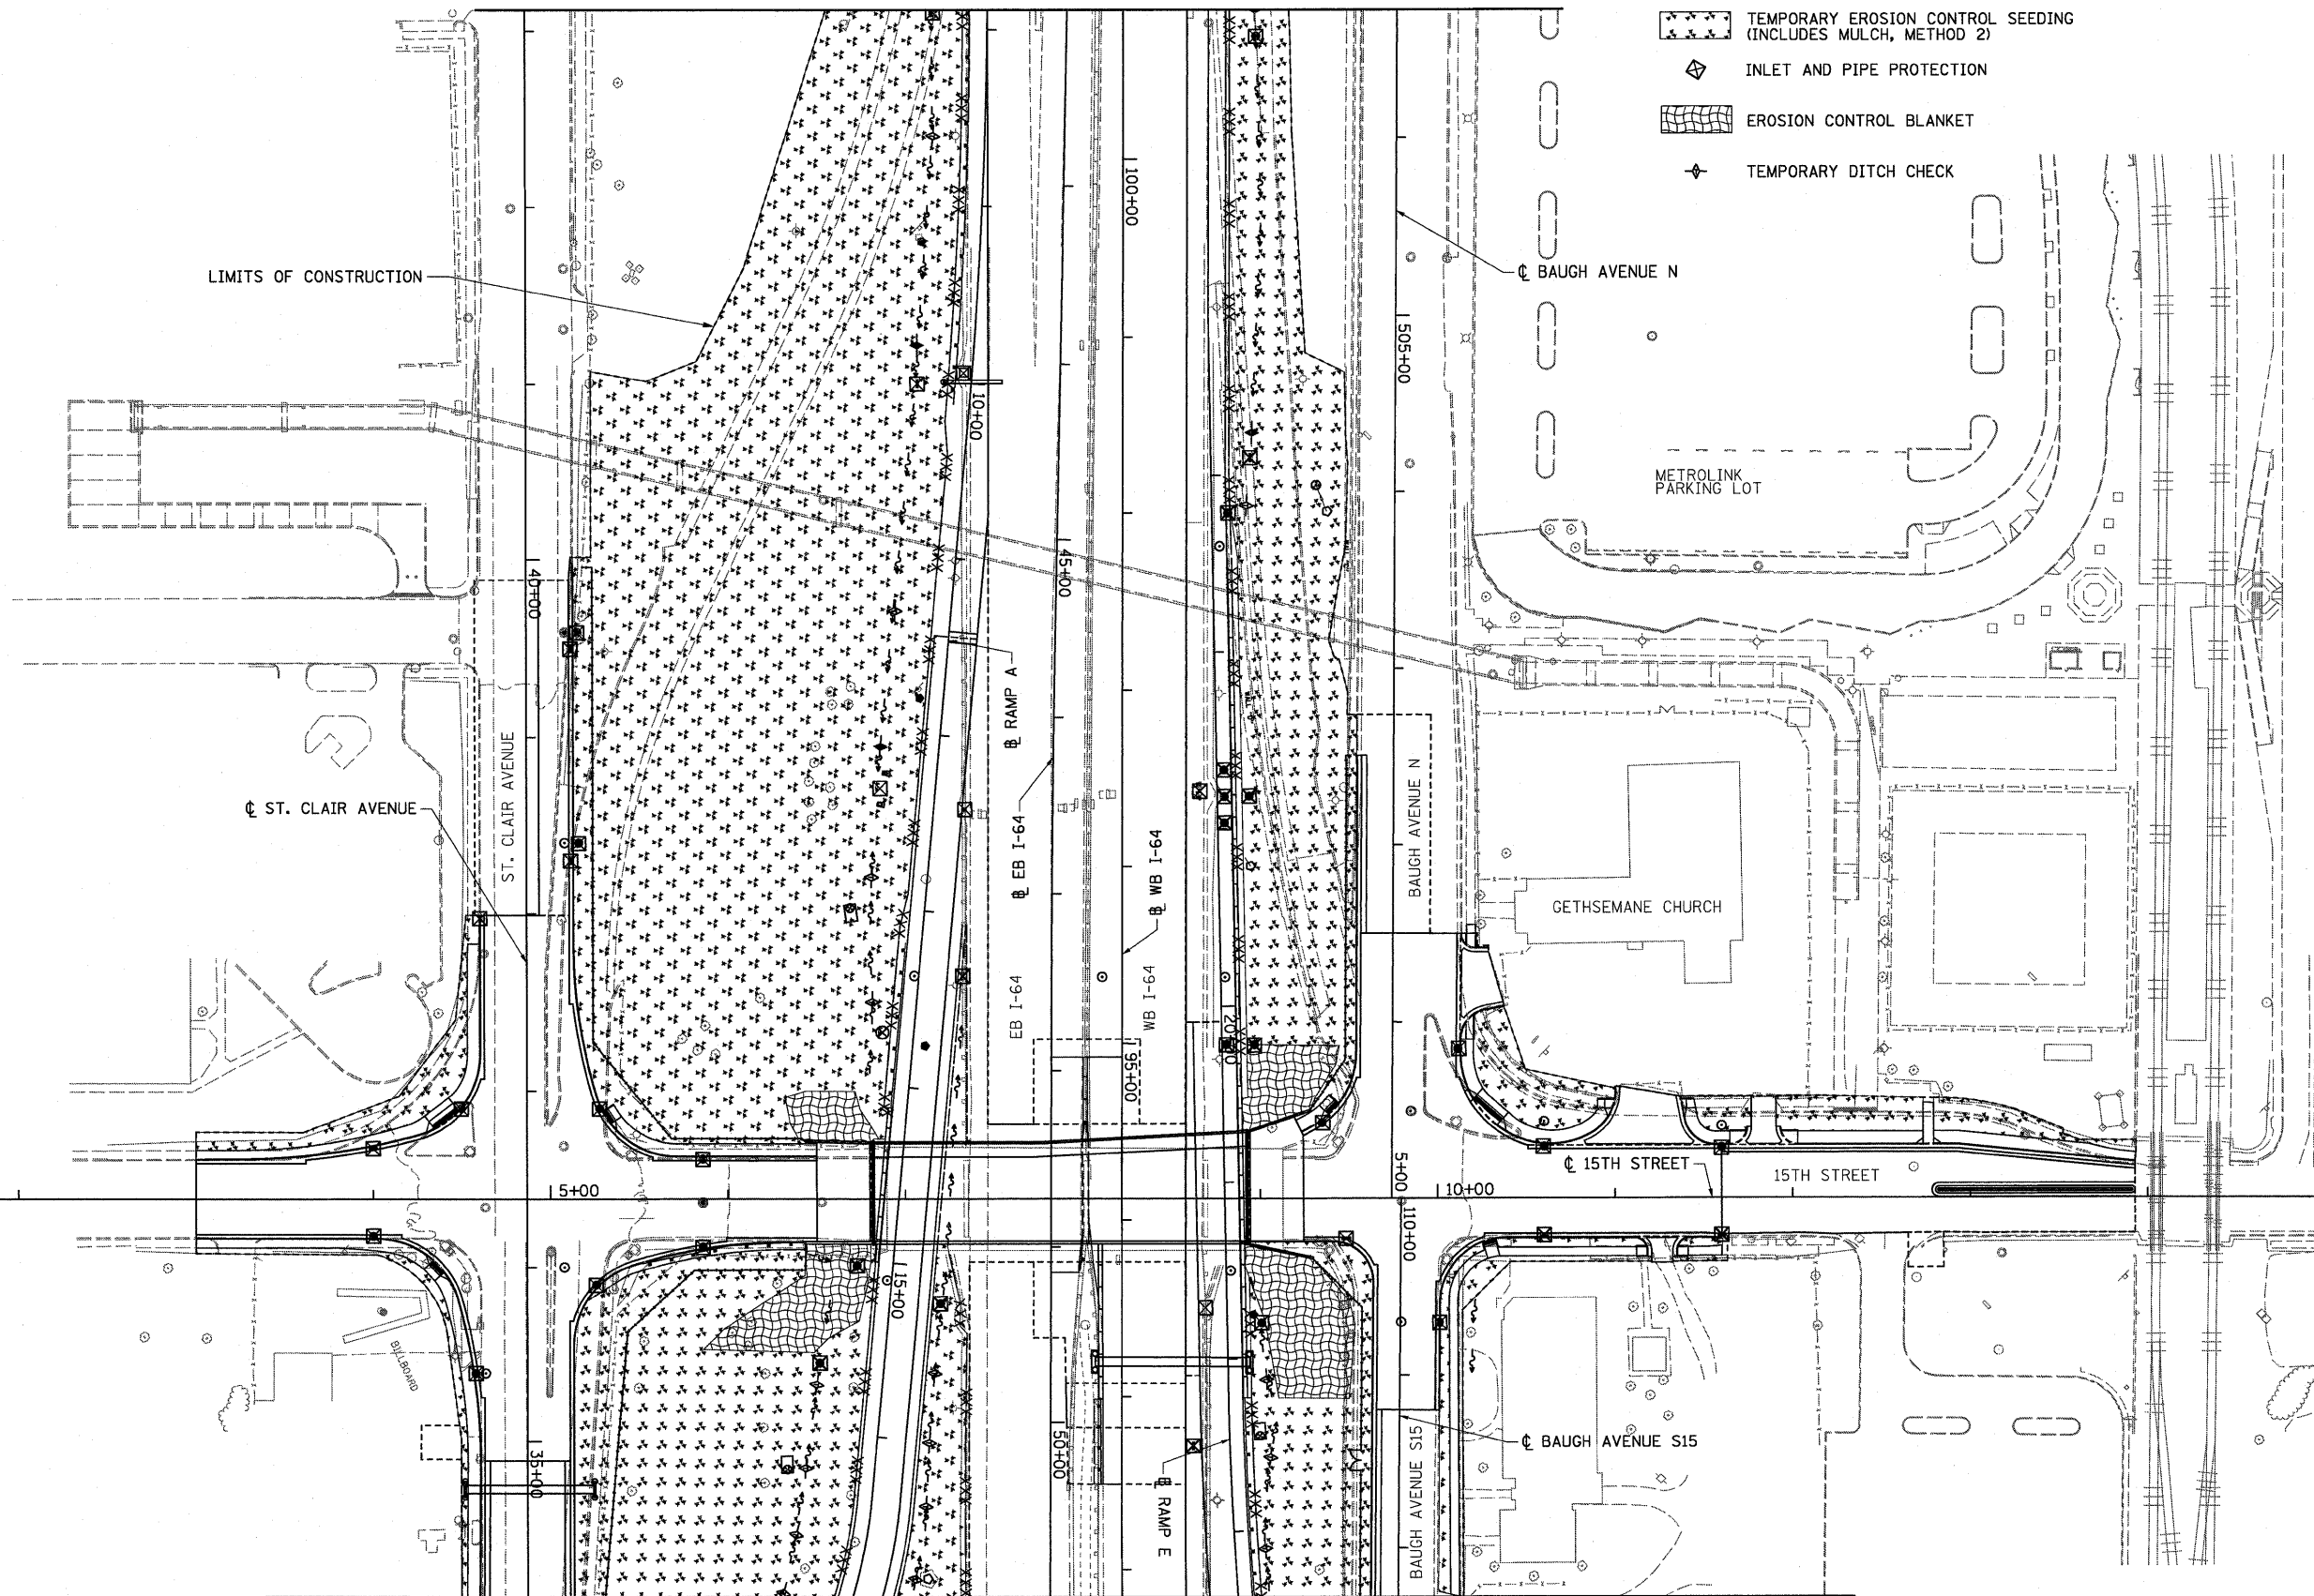 TEMPORARY EROSION CONTROL SEEDING
(INCLUDES MULCH, METHOD 2)
INLET AND PIPE PROTECTION
EROSION CONTROL BLANKET
TEMPORARY DITCH CHECK
100+00
LIMITS OF CONSTRUCTION
℄ BAUGH AVENUE N
505+00
10+00
METROLINK
PARKING LOT
45+00
40+00
℞ RAMP A
ST. CLAIR AVENUE
BAUGH AVENUE N
℄ ST. CLAIR AVENUE
℞ EB I-64
℞ WB I-64
GETHSEMANE CHURCH
EB I-64
WB I-64
95+00
5+00
5+00
10+00
℄ 15TH STREET
15TH STREET
110+00
15+00
BILLBOARD
50+00
35+00
℄ BAUGH AVENUE S15
BAUGH AVENUE S15
℞ RAMP E